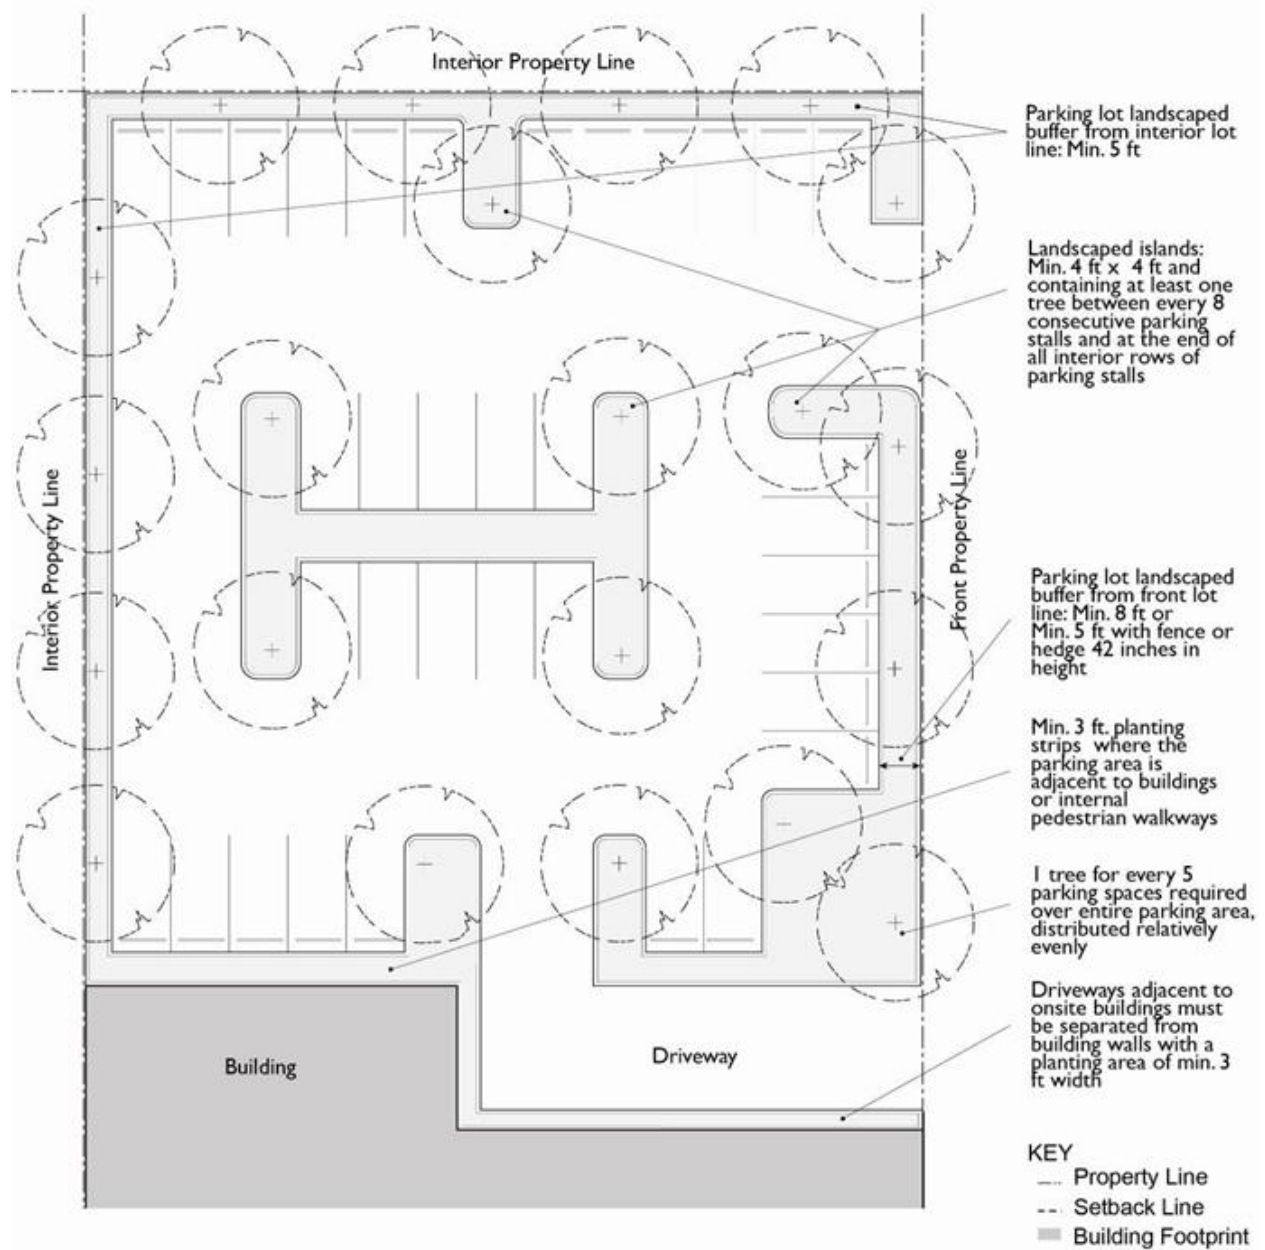 Interior Property Line
Parking lot landscaped
buffer from interior lot
line: Min. 5 ft
Landscaped islands:
Min. 4 ft x 4 ft and
containing at least one
tree between every 8
consecutive parking
stalls and at the end of
all interior rows of
parking stalls
Interior Property Line
Front Property Line
Parking lot landscaped
buffer from front lot
line: Min. 8 ft or
Min. 5 ft with fence or
hedge 42 inches in
height
Min. 3 ft. planting
strips where the
parking area is
adjacent to buildings
or internal
pedestrian walkways
1 tree for every 5
parking spaces required
over entire parking area,
distributed relatively
evenly
Driveways adjacent to
onsite buildings must
be separated from
building walls with a
planting area of min. 3
ft width
Building
Driveway
KEY
Property Line
Setback Line
Building Footprint